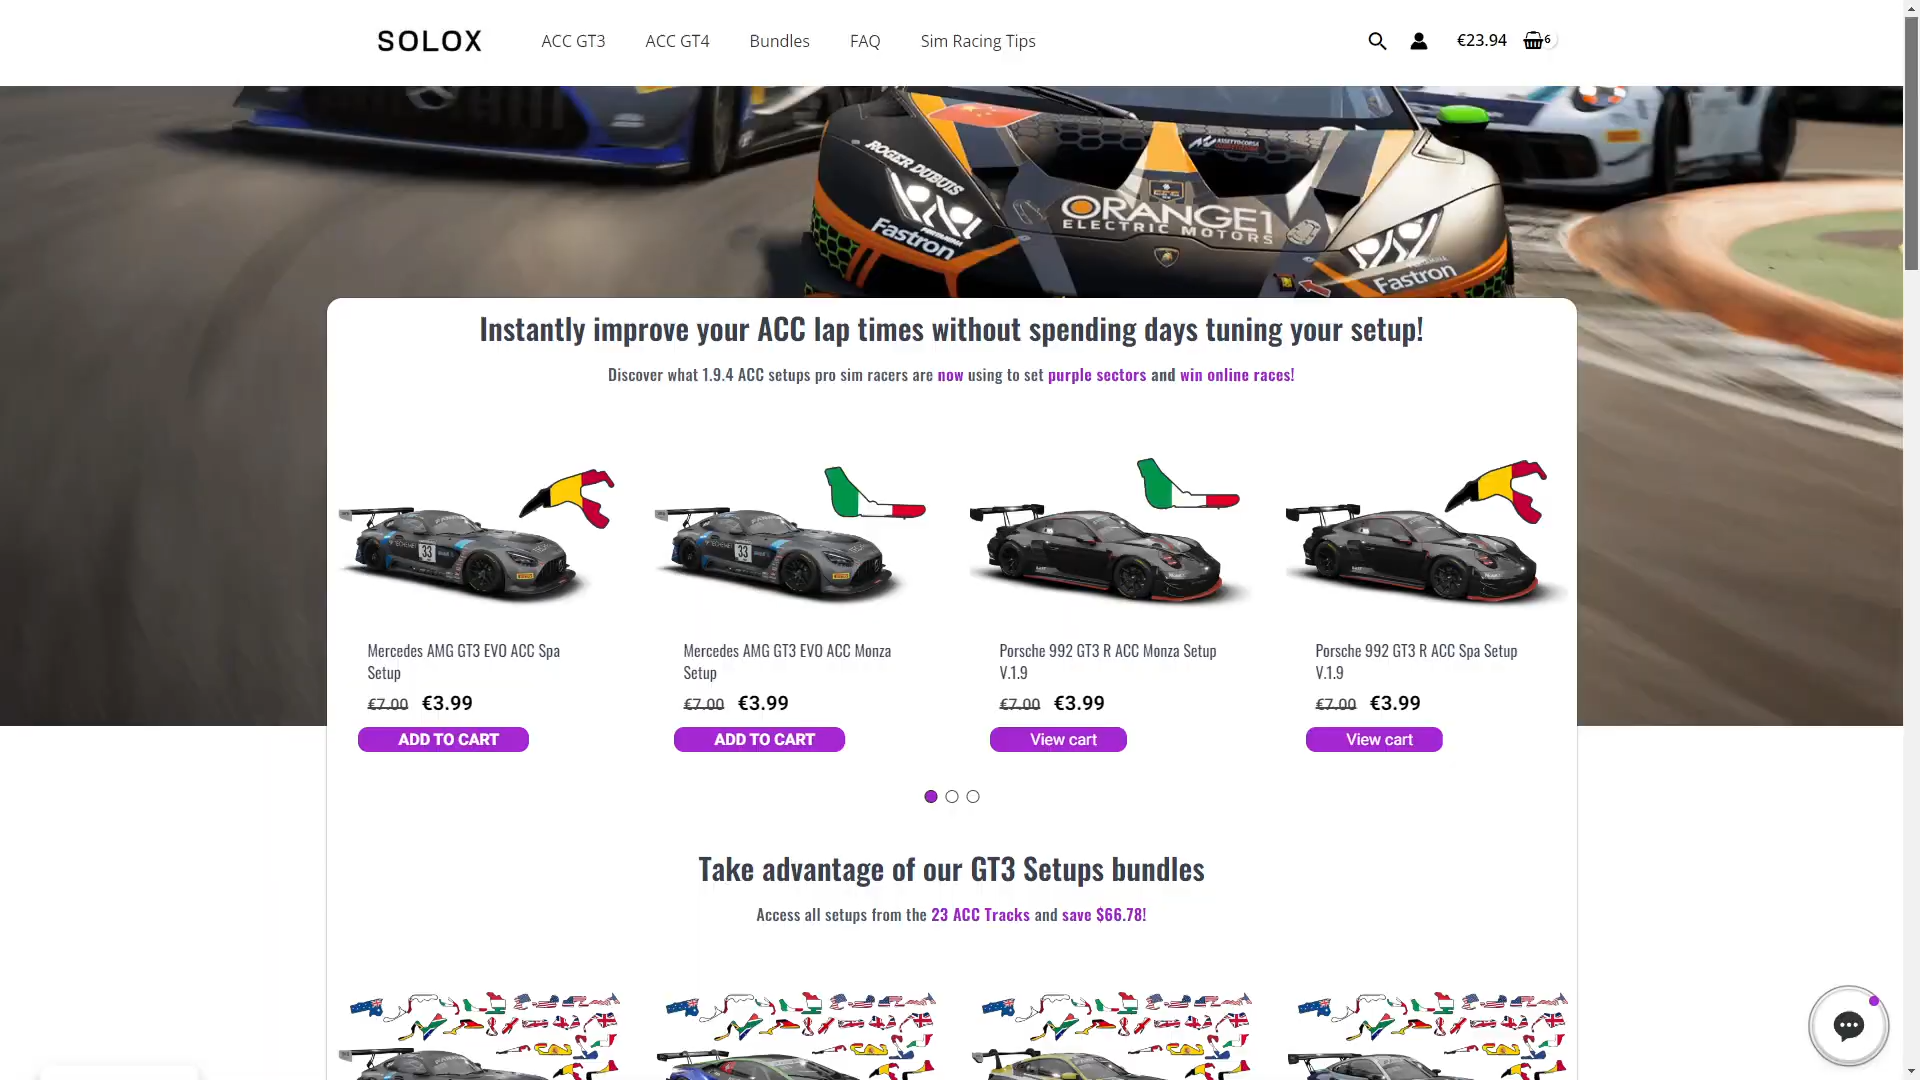 SOLOX
ACC GT3
ACC GT4
Bundles
FAQ
Sim Racing Tips
€23.94
6
ROGER DUBUIS
ASSETTO CORSA
ORANGE1
ELECTRIC MOTORS
Fastron
Fastron
Instantly improve your ACC lap times without spending days tuning your setup!
Discover what 1.9.4 ACC setups pro sim racers are now using to set purple sectors and win online races!
33
33
Mercedes AMG GT3 EVO ACC Spa
Setup
€7.00 €3.99
ADD TO CART
Mercedes AMG GT3 EVO ACC Monza
Setup
€7.00 €3.99
ADD TO CART
Porsche 992 GT3 R ACC Monza Setup
V.1.9
€7.00 €3.99
View cart
Porsche 992 GT3 R ACC Spa Setup
V.1.9
€7.00 €3.99
View cart
Take advantage of our GT3 Setups bundles
Access all setups from the 23 ACC Tracks and save $66.78!